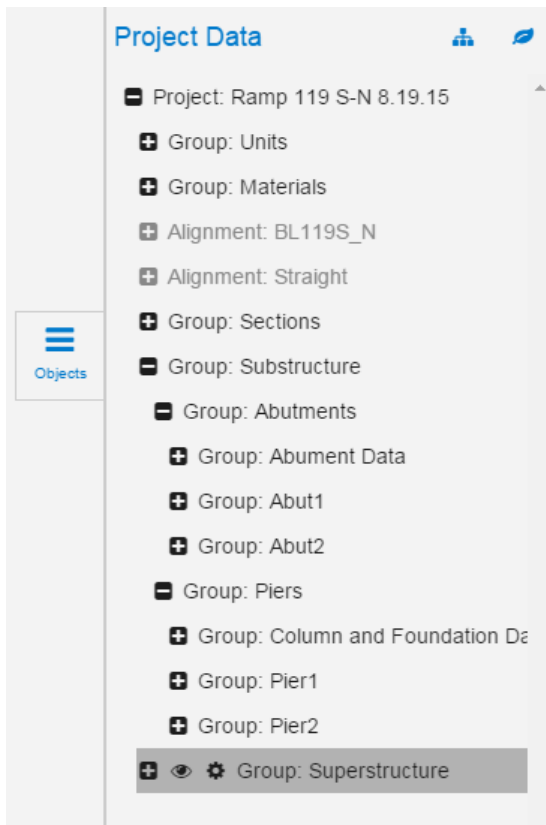 Project Data
Project: Ramp 119 S-N 8.19.15
Group: Units
Group: Materials
Alignment: BL119S_N
Alignment: Straight
Group: Sections
Objects
Group: Substructure
Group: Abutments
Group: Abument Data
Group: Abut1
Group: Abut2
Group: Piers
Group: Column and Foundation Da
Group: Pier1
Group: Pier2
Group: Superstructure